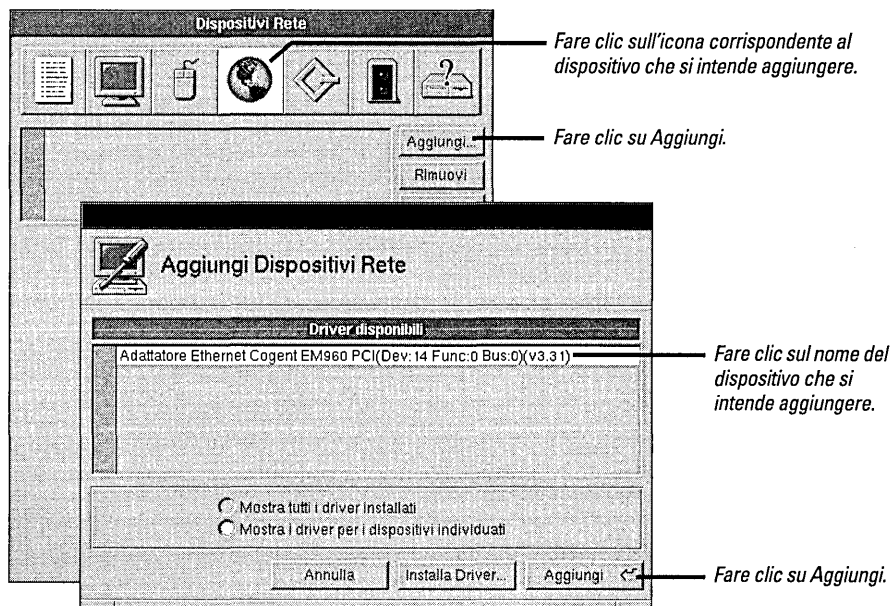 Dispositivi Rete
Fare clic sull'icona corrispondente al
dispositivo che si intende aggiungere.
Aggiungi...
Fare clic su Aggiungi.
Rimuovi
Aggiungi Dispositivi Rete
Driver disponibili
Adattatore Ethernet Cogent EM960 PCI(Dev:14 Func:0 Bus:0)(v3.31)
Fare clic sul nome del
dispositivo che si
intende aggiungere.
Mostra tutti i driver installati
Mostra i driver per i dispositivi individuati
Annulla
Installa Driver...
Aggiungi
Fare clic su Aggiungi.